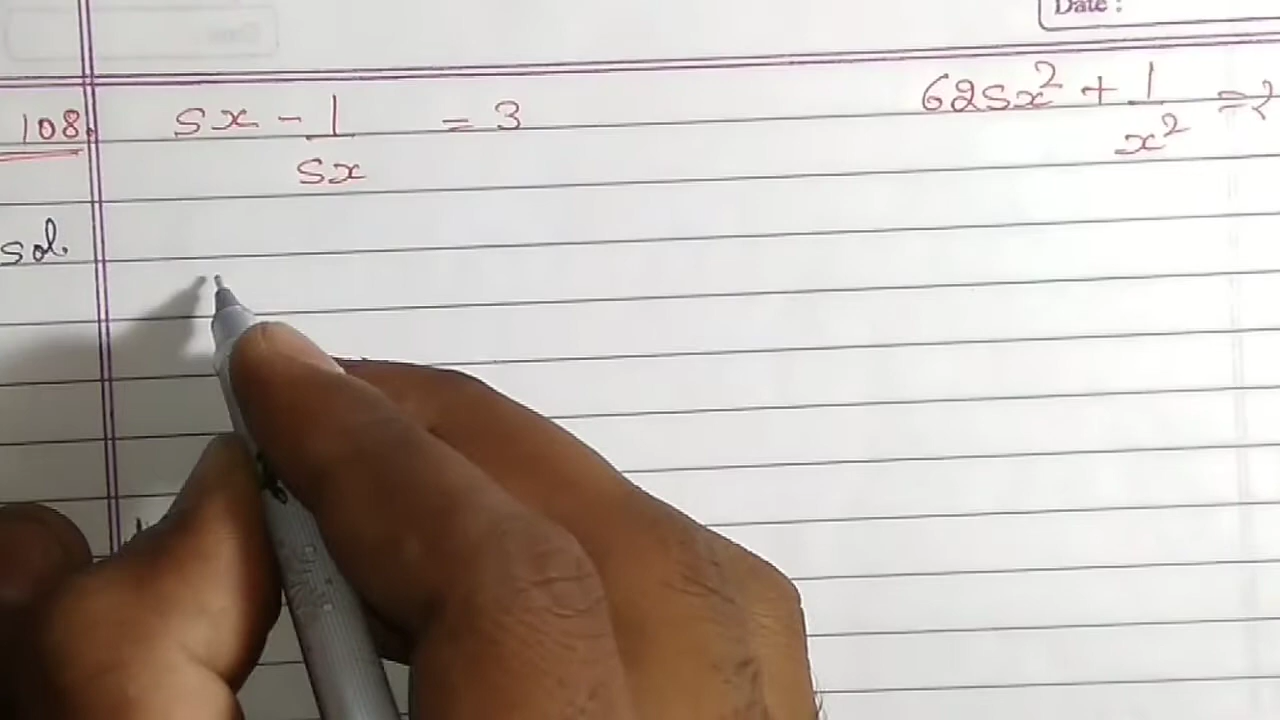 Date :
108. 5x - 1/5x = 3 625x² + 1/x² = ?
sol.